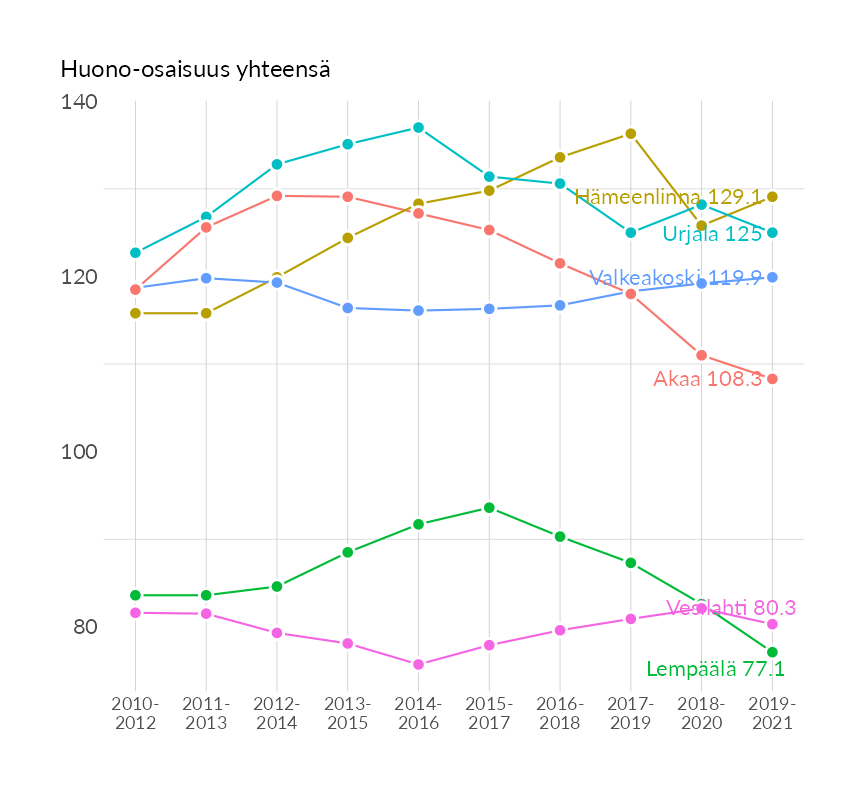 Huono-osaisuus yhteensä
140
120
100
80
Hämeenlinna 129.1
Urjala 125
Valkeakoski 119.9
Akaa 108.3
Vesilahti 80.3
Lempäälä 77.1
2010- 2011- 2012- 2013- 2014- 2015- 2016- 2017- 2018- 2019-
2012 2013 2014 2015 2016 2017 2018 2019 2020 2021